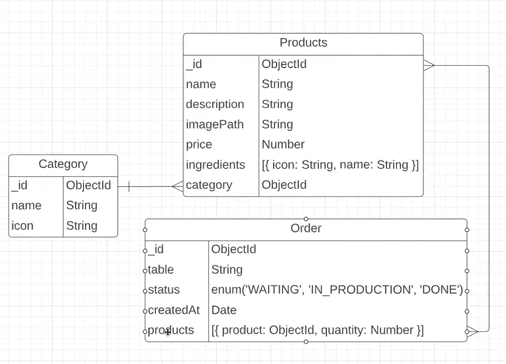 Products
_id ObjectId
name String
description String
imagePath String
price Number
ingredients [{ icon: String, name: String }]
category ObjectId
Category
_id ObjectId
name String
icon String
Order
_id ObjectId
table String
status enum('WAITING', 'IN_PRODUCTION', 'DONE')
createdAt Date
products [{ product: ObjectId, quantity: Number }]